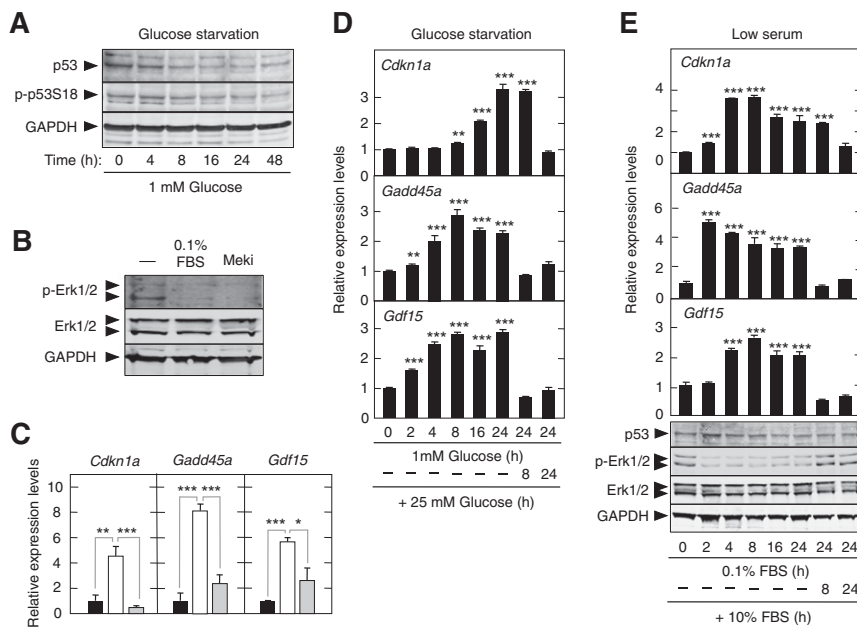 A
Glucose starvation
p53
p-p53S18
GAPDH
Time (h): 0 4 8 16 24 48
1 mM Glucose
B
— 0.1% FBS Meki
p-Erk1/2
Erk1/2
GAPDH
C
Cdkn1a Gadd45a Gdf15
Relative expression levels
10
8
6
4
2
0
** *** *** *** *** *
D
Glucose starvation
Relative expression levels
Cdkn1a
3
2
1
0
** *** *** ***
Gadd45a
3
2
1
0
** *** *** *** ***
Gdf15
3
2
1
0
*** *** *** *** ***
0 2 4 8 16 24 24 24
1mM Glucose (h)
– – – – – – 8 24
+ 25 mM Glucose (h)
E
Low serum
Relative expression levels
Cdkn1a
4
2
0
*** *** *** *** *** ***
Gadd45a
6
4
2
0
*** *** *** *** ***
Gdf15
3
2
1
0
*** *** *** ***
p53
p-Erk1/2
Erk1/2
GAPDH
0 2 4 8 16 24 24 24
0.1% FBS (h)
– – – – – – 8 24
+ 10% FBS (h)